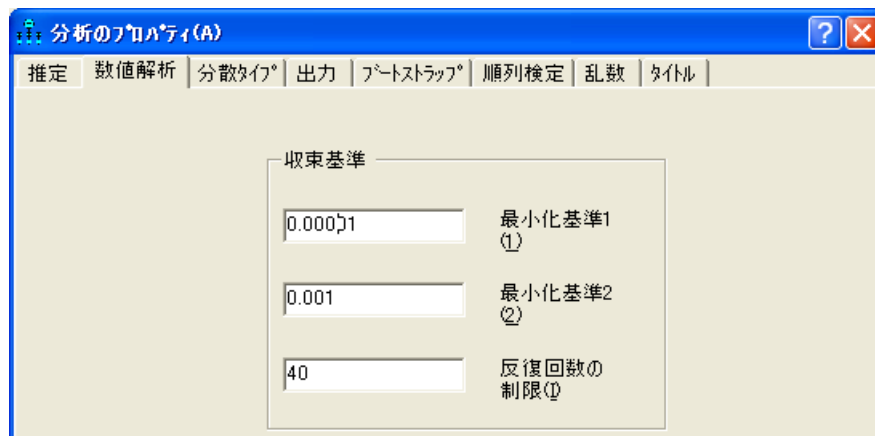 分析のﾌﾟﾛﾊﾟﾃｨ(A)
推定 数値解析 分散ﾀｲﾌﾟ 出力 ﾌﾞｰﾄｽﾄﾗｯﾌﾟ 順列検定 乱数 ﾀｲﾄﾙ
収束基準
0.00001 最小化基準1
(1)
0.001 最小化基準2
(2)
40 反復回数の
制限(I)